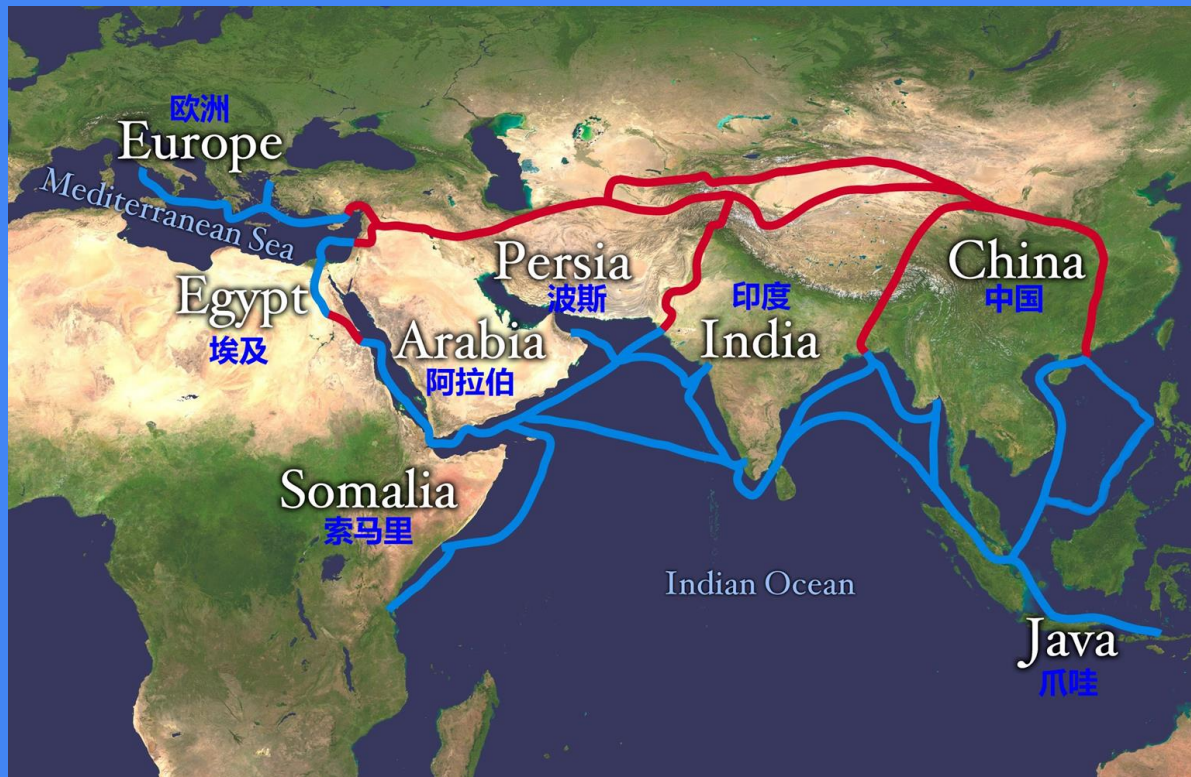 欧洲
Europe
Mediterranean Sea
Egypt
埃及
Persia
波斯
Arabia
阿拉伯
印度
India
China
中国
Somalia
索马里
Indian Ocean
Java
爪哇